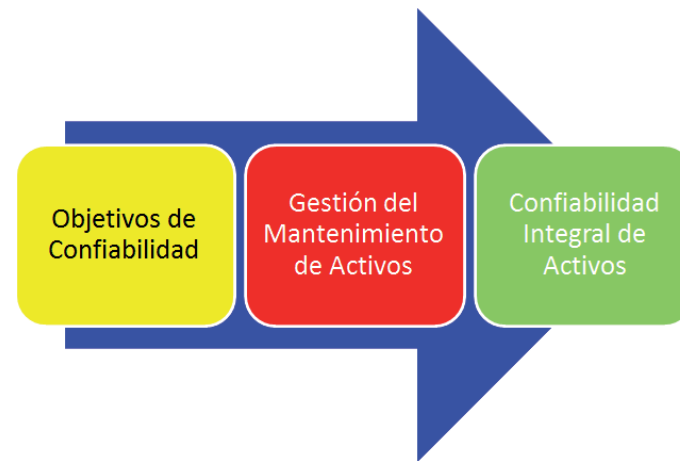 Objetivos de
Confiabilidad
Gestión del
Mantenimiento
de Activos
Confiabilidad
Integral de
Activos